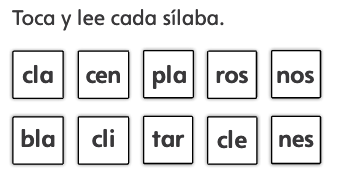 Toca y lee cada sílaba.
cla cen pla ros nos
bla cli tar cle nes